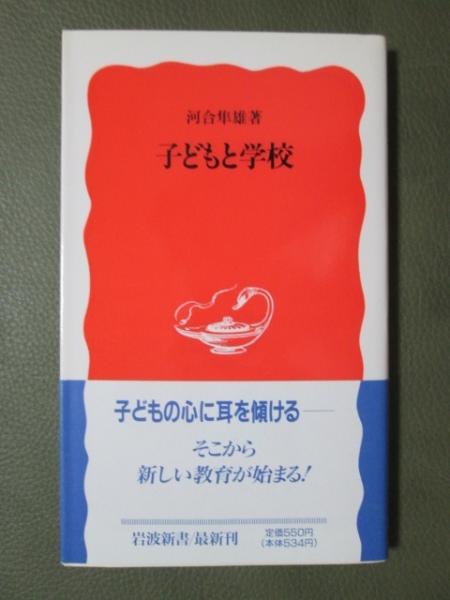 河合隼雄著
子どもと学校
子どもの心に耳を傾ける――
そこから
新しい教育が始まる!
岩波新書/最新刊
定価550円
(本体534円)